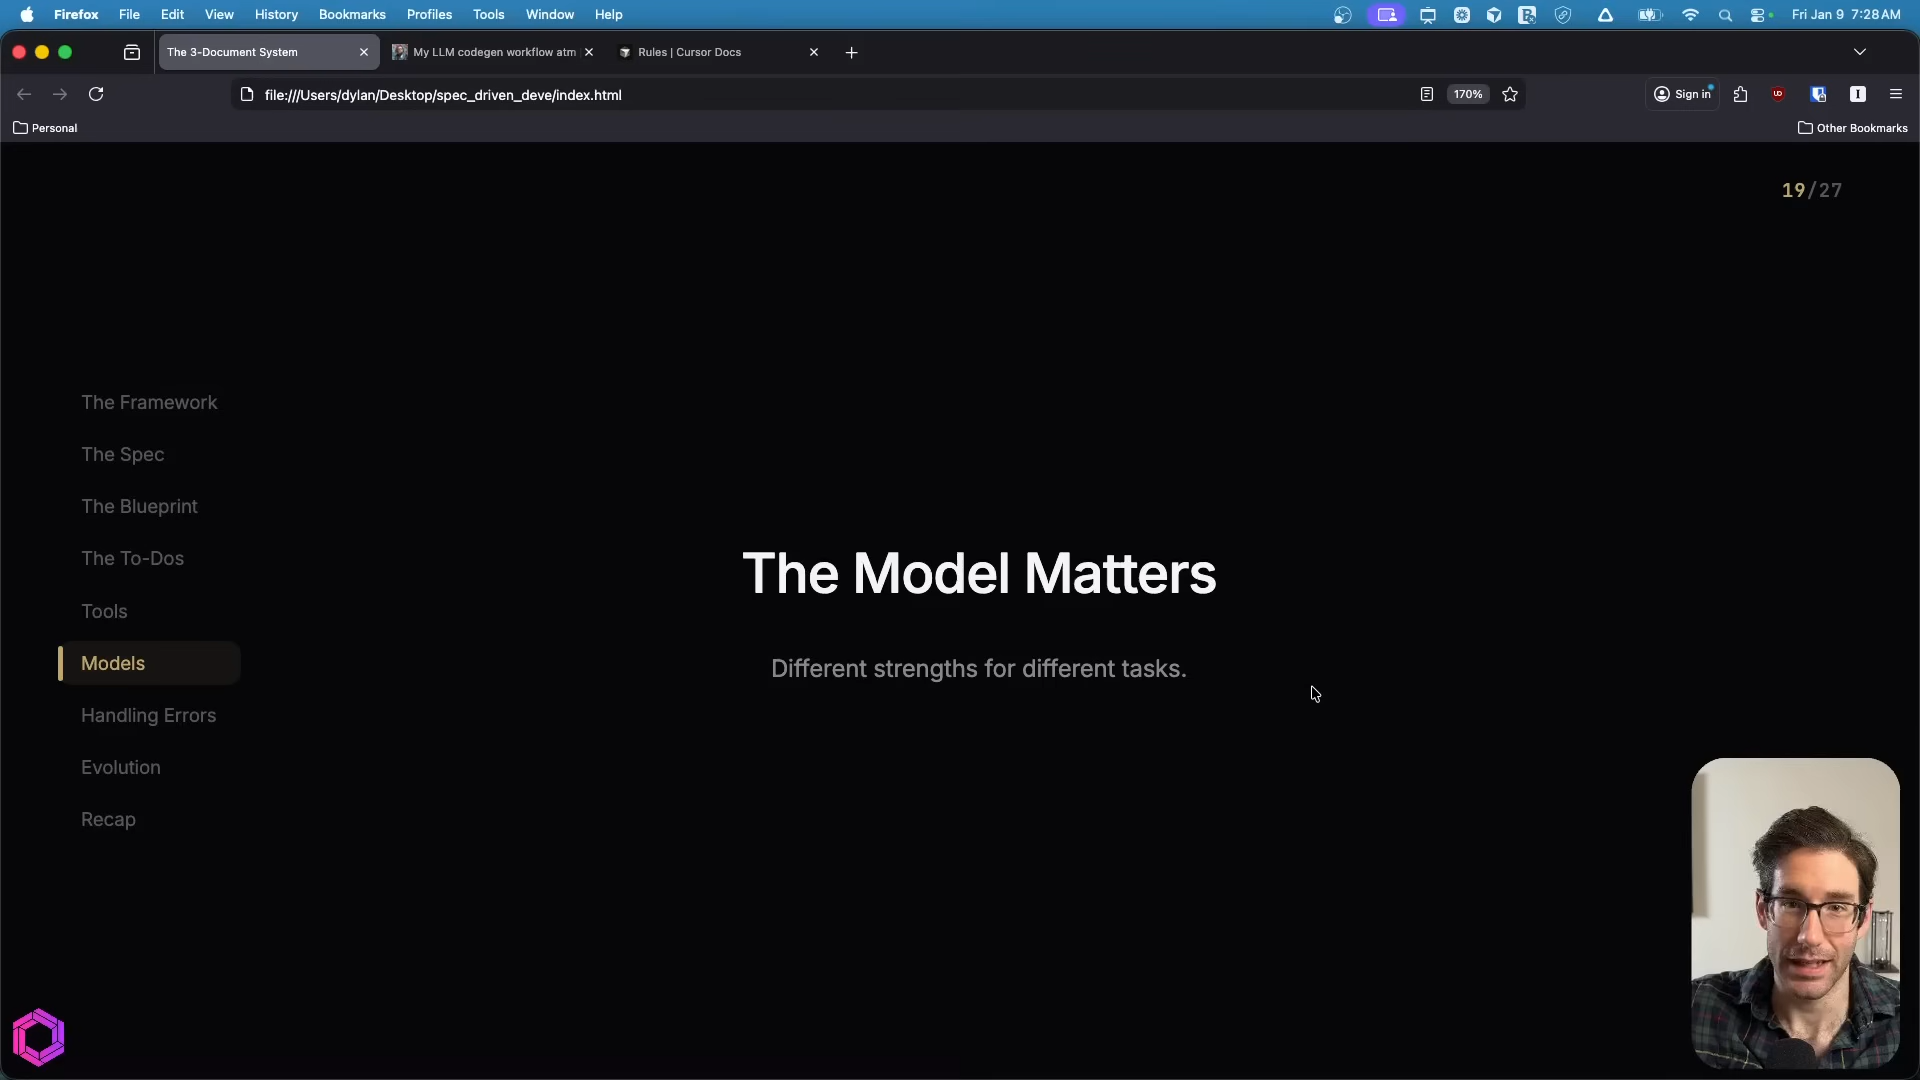 Firefox File Edit View History Bookmarks Profiles Tools Window Help Fri Jan 9 7:28 AM
The 3-Document System My LLM codegen workflow atm Rules | Cursor Docs
file:///Users/dylan/Desktop/spec_driven_deve/index.html 170% Sign in
Personal Other Bookmarks
19/27
The Framework
The Spec
The Blueprint
The To-Dos
Tools
Models
Handling Errors
Evolution
Recap
The Model Matters
Different strengths for different tasks.